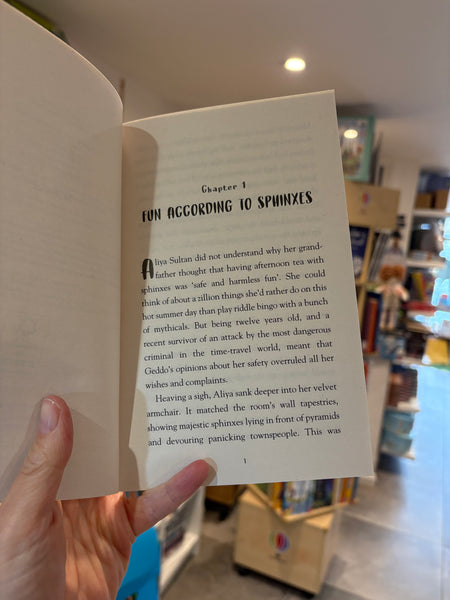 Chapter 1
FUN ACCORDING TO SPHINXES
Aliya Sultan did not understand why her grand-
father thought that having afternoon tea with
sphinxes was ‘safe and harmless fun’. She could
think of about a zillion things she'd rather do on this
hot summer day than play riddle bingo with a bunch
of mythicals. But being twelve years old, and a
recent survivor of an attack by the most dangerous
criminal in the time-travel world, meant that
Geddo's opinions about her safety overruled all her
wishes and complaints.
Heaving a sigh, Aliya sank deeper into her velvet
armchair. It matched the room's wall tapestries,
showing majestic sphinxes lying in front of pyramids
and devouring panicking townspeople. This was
1